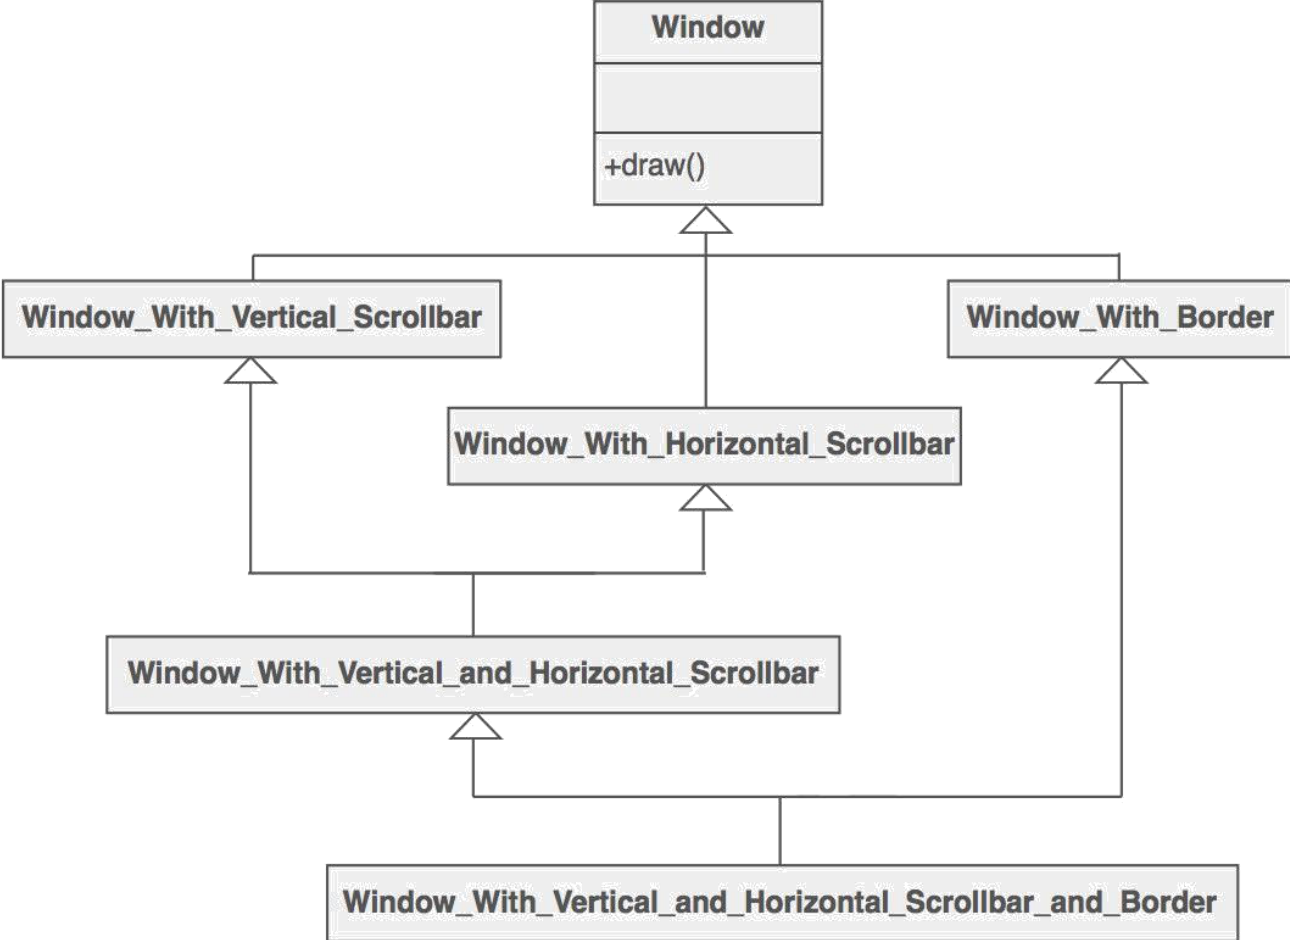 Window
+draw()
Window_With_Vertical_Scrollbar
Window_With_Border
Window_With_Horizontal_Scrollbar
Window_With_Vertical_and_Horizontal_Scrollbar
Window_With_Vertical_and_Horizontal_Scrollbar_and_Border